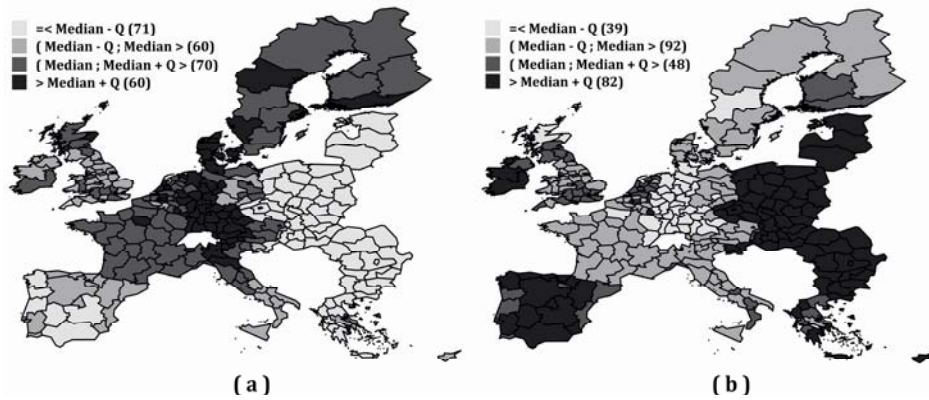 =< Median - Q (71)
( Median - Q ; Median > (60)
( Median ; Median + Q > (70)
> Median + Q (60)
( a )
=< Median - Q (39)
( Median - Q ; Median > (92)
( Median ; Median + Q > (48)
> Median + Q (82)
( b )